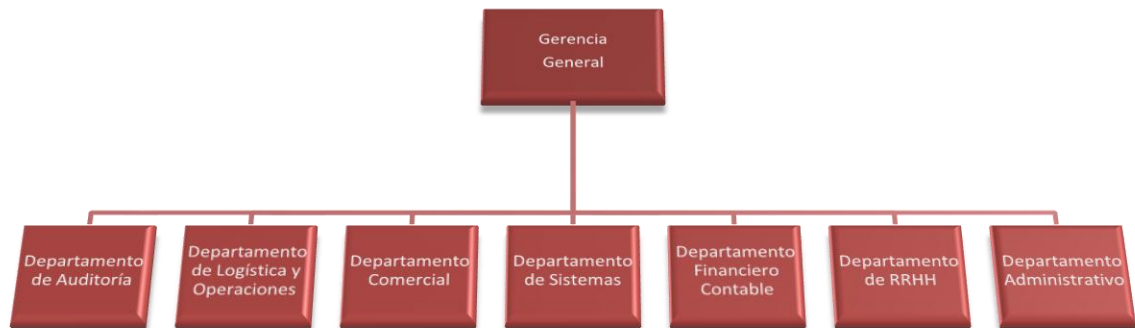 Gerencia
General
Departamento
de Auditoría
Departamento
de Logística y
Operaciones
Departamento
Comercial
Departamento
de Sistemas
Departamento
Financiero
Contable
Departamento
de RRHH
Departamento
Administrativo